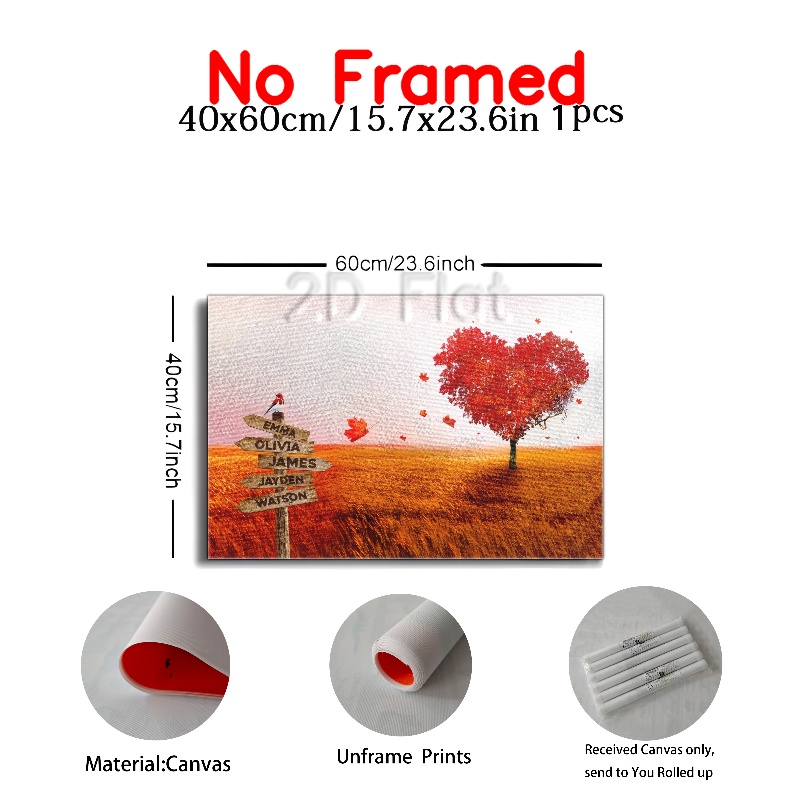 No Framed
40x60cm/15.7x23.6in 1pcs
60cm/23.6inch
2D Flat
40cm/15.7inch
EMMA
OLIVIA
JAMES
JAYDEN
WATSON
Material:Canvas
Unframe Prints
Received Canvas only,
send to You Rolled up